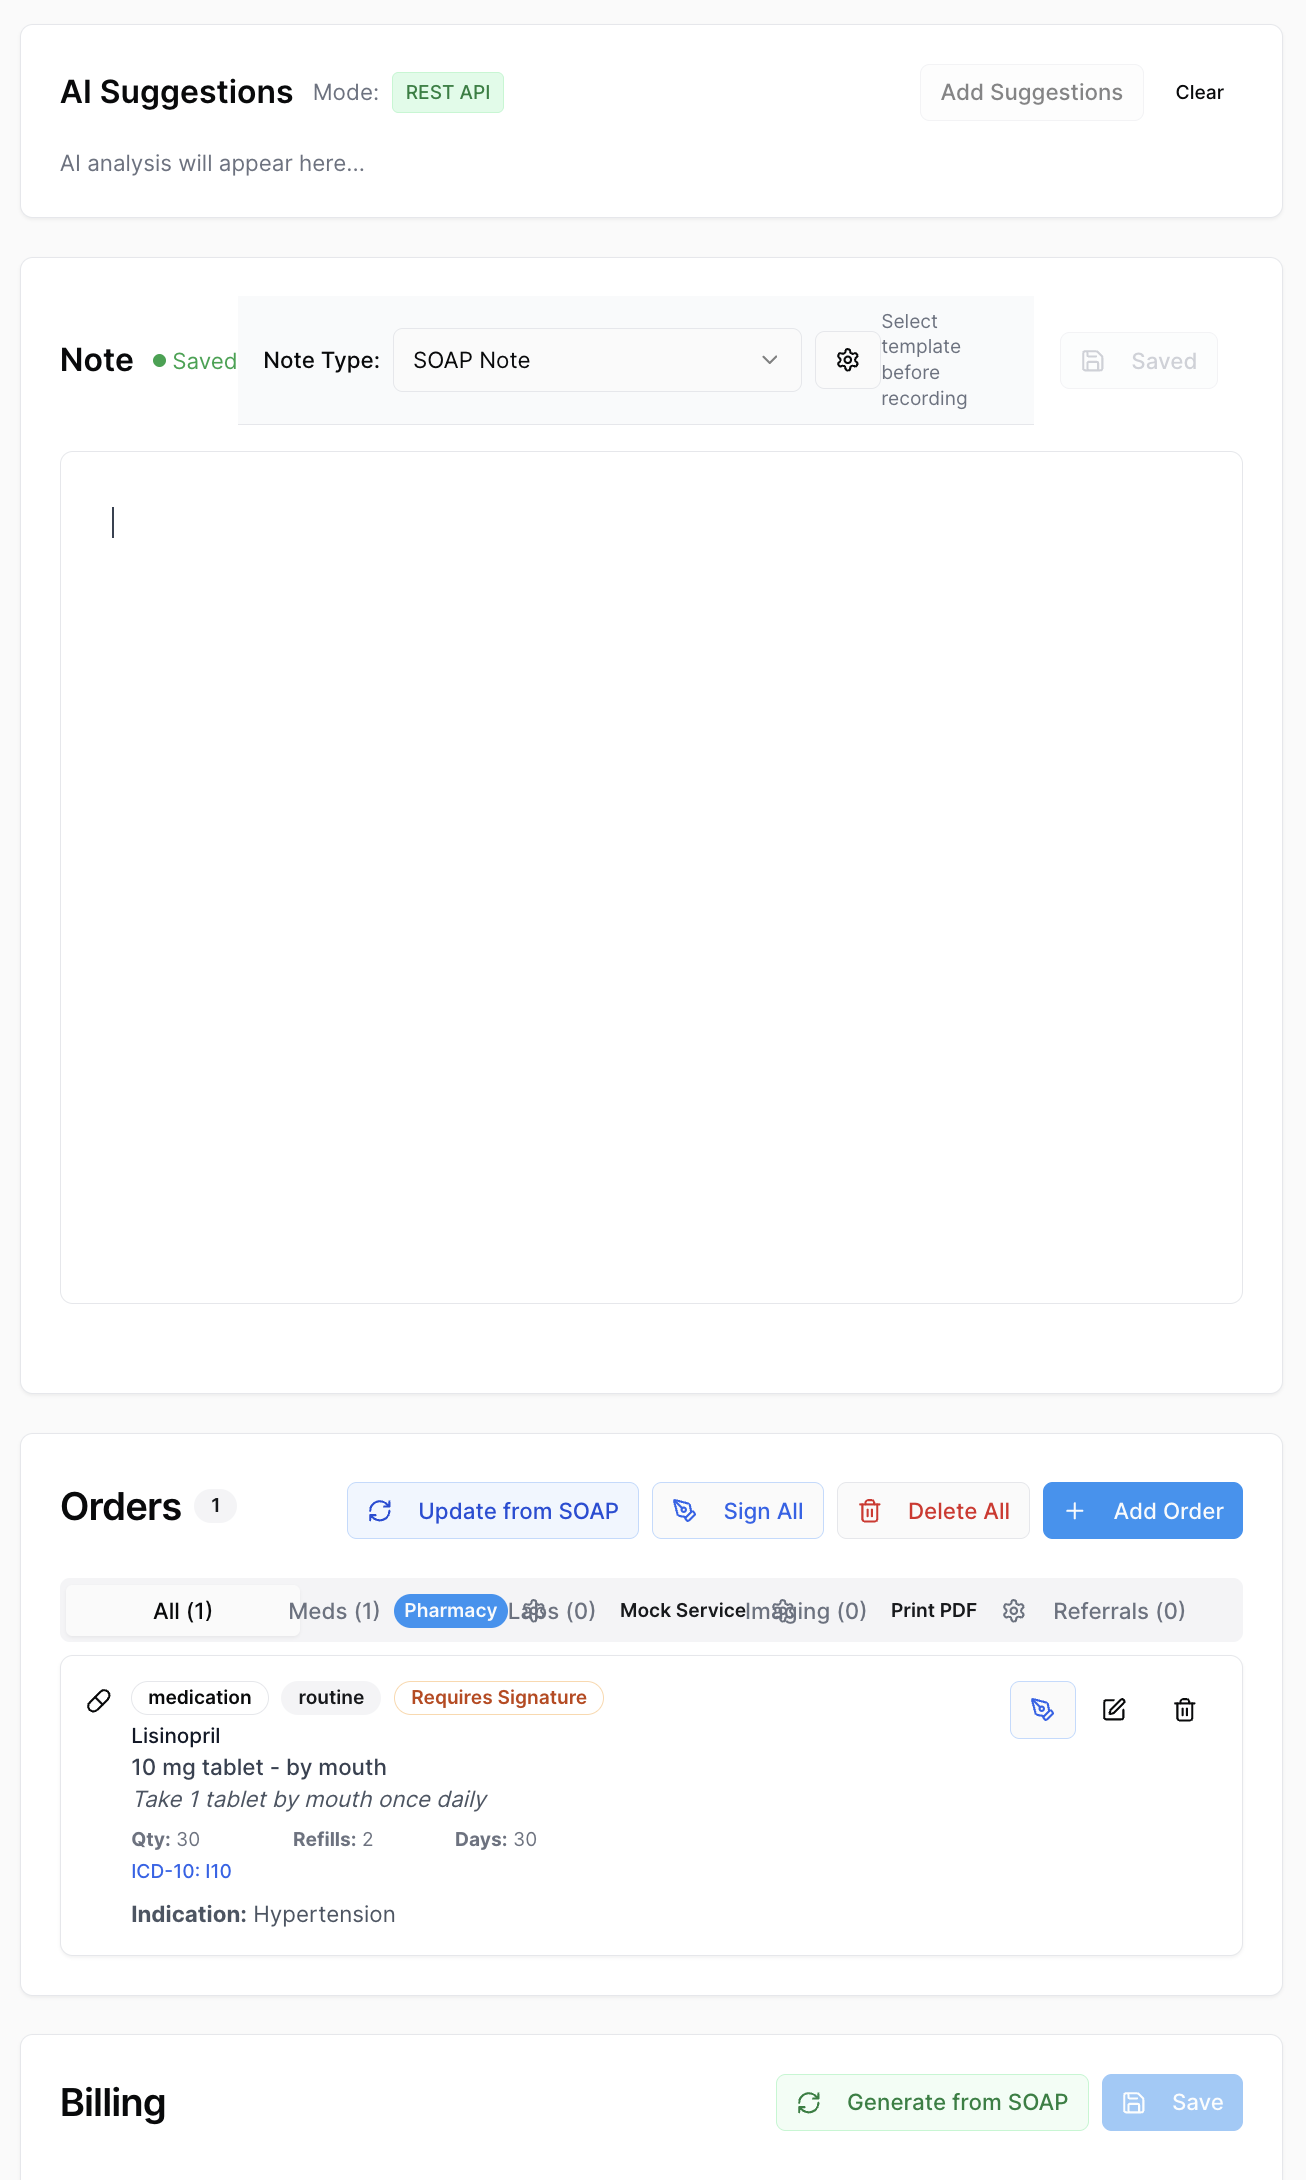 AI Suggestions Mode: REST API Add Suggestions Clear
AI analysis will appear here...
Note Saved Note Type: SOAP Note Select template before recording Saved
Orders 1 Update from SOAP Sign All Delete All Add Order
All (1) Meds (1) Pharmacy Labs (0) Mock Service Imaging (0) Print PDF Referrals (0)
medication routine Requires Signature
Lisinopril
10 mg tablet - by mouth
Take 1 tablet by mouth once daily
Qty: 30 Refills: 2 Days: 30
ICD-10: I10
Indication: Hypertension
Billing Generate from SOAP Save